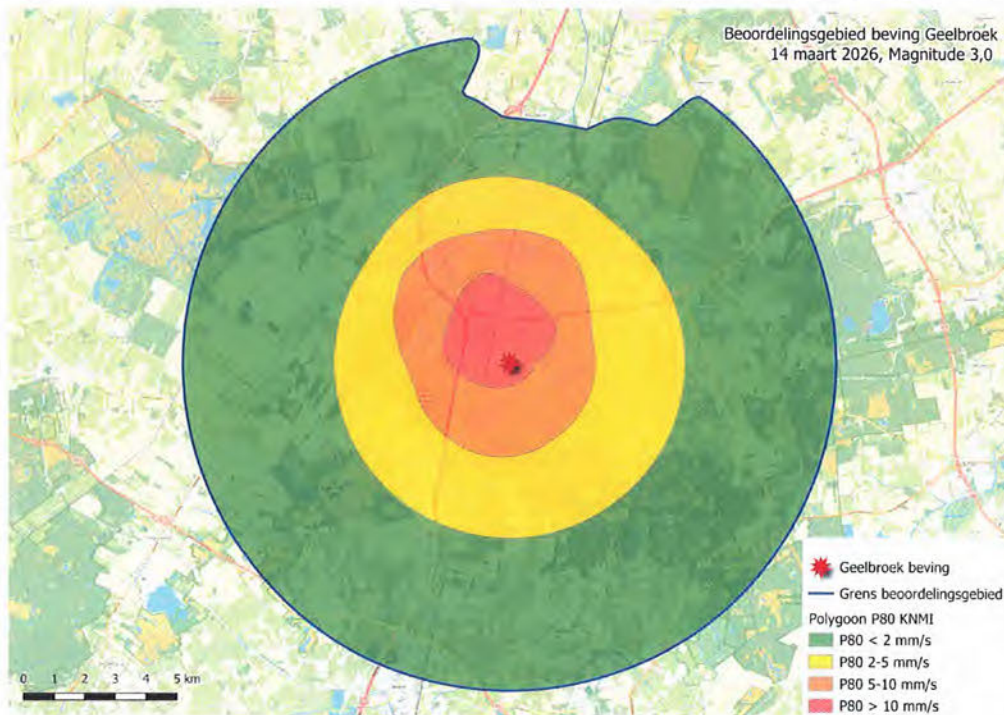 Beoordelingsgebied beving Geelbroek
14 maart 2026, Magnitude 3,0
Geelbroek beving
Grens beoordelingsgebied
Polygoon P80 KNMI
P80 < 2 mm/s
P80 2-5 mm/s
P80 5-10 mm/s
P80 > 10 mm/s
0 1 2 3 4 5 km